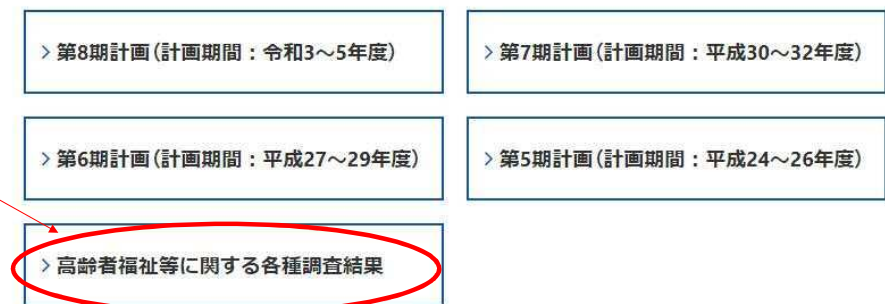 > 第8期計画(計画期間：令和3～5年度)
> 第7期計画(計画期間：平成30～32年度)
> 第6期計画(計画期間：平成27～29年度)
> 第5期計画(計画期間：平成24～26年度)
> 高齢者福祉等に関する各種調査結果